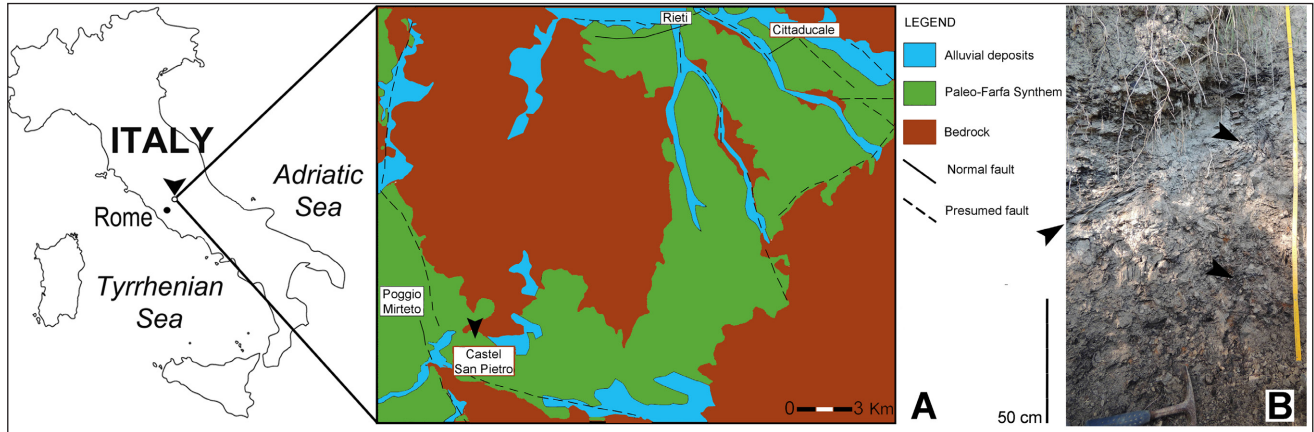 ITALY
Adriatic
Sea
Rome
Tyrrhenian
Sea
Rieti
Cittaducale
Poggio
Mirteto
Castel
San Pietro
0 3 Km
LEGEND
Alluvial deposits
Paleo-Farfa Synthem
Bedrock
Normal fault
Presumed fault
A
50 cm
B